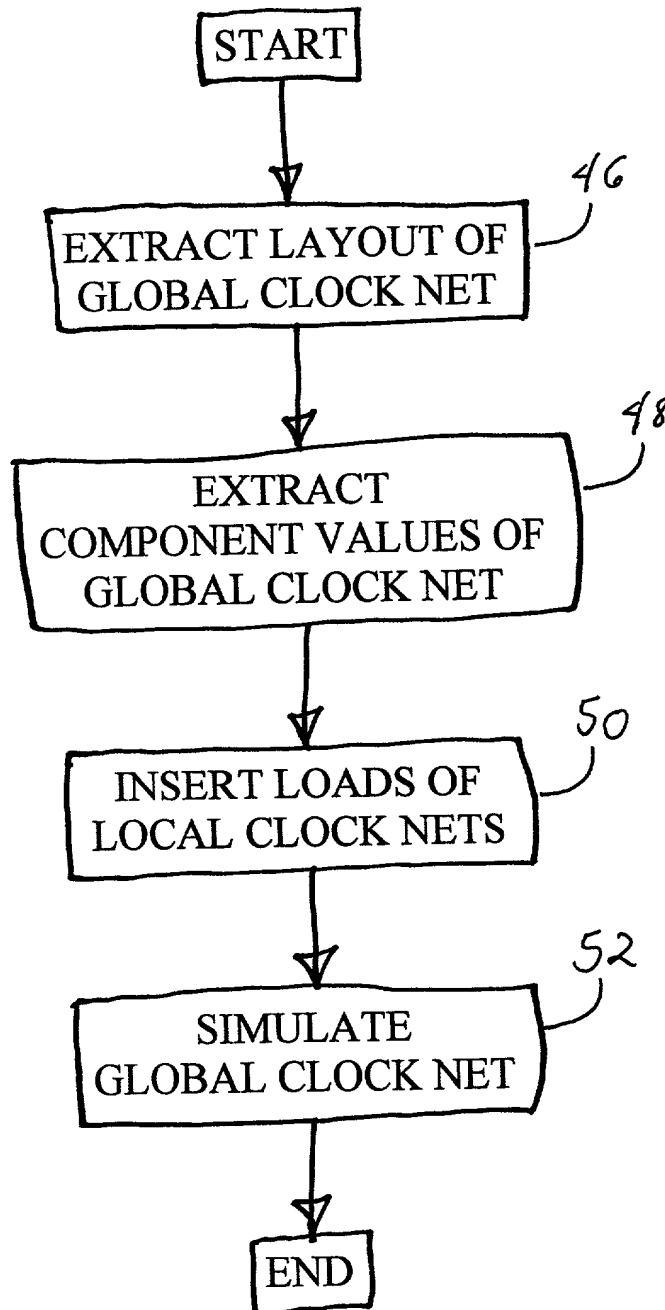 START
46
EXTRACT LAYOUT OF
GLOBAL CLOCK NET
48
EXTRACT
COMPONENT VALUES OF
GLOBAL CLOCK NET
50
INSERT LOADS OF
LOCAL CLOCK NETS
52
SIMULATE
GLOBAL CLOCK NET
END